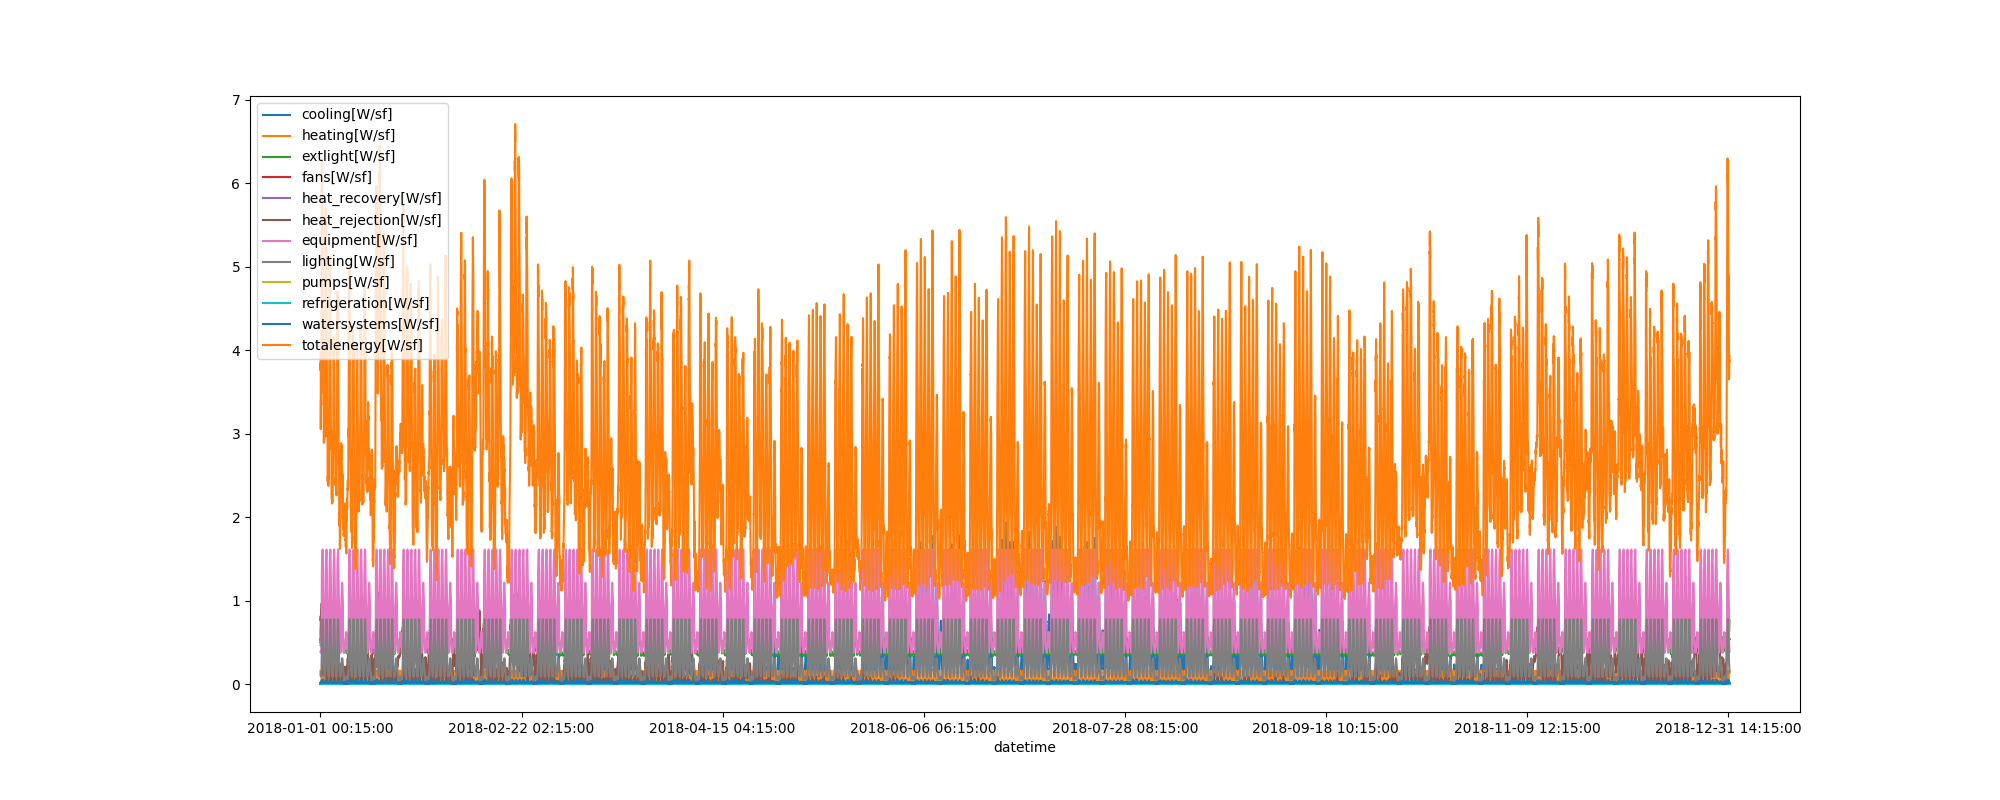 7
6
5
4
3
2
1
0
cooling[W/sf]
heating[W/sf]
extlight[W/sf]
fans[W/sf]
heat_recovery[W/sf]
heat_rejection[W/sf]
equipment[W/sf]
lighting[W/sf]
pumps[W/sf]
refrigeration[W/sf]
watersystems[W/sf]
totalenergy[W/sf]
2018-01-01 00:15:00 2018-02-22 02:15:00 2018-04-15 04:15:00 2018-06-06 06:15:00 2018-07-28 08:15:00 2018-09-18 10:15:00 2018-11-09 12:15:00 2018-12-31 14:15:00
datetime